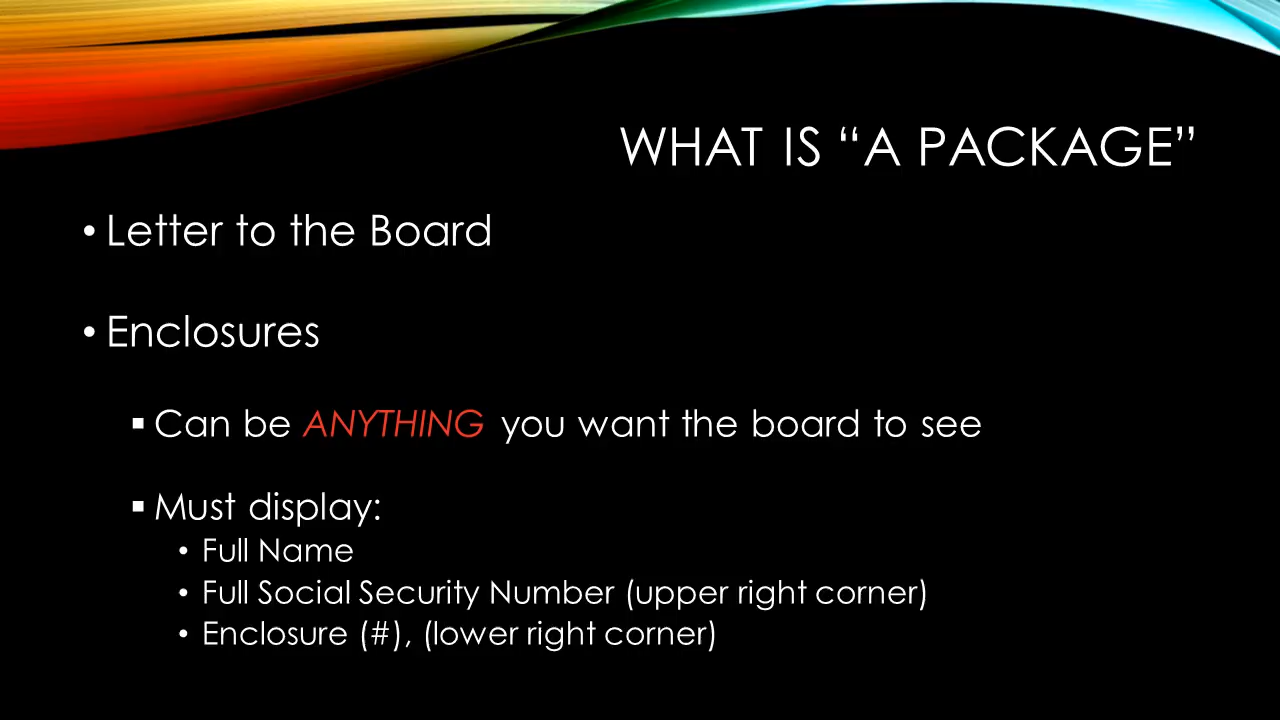 WHAT IS “A PACKAGE”
• Letter to the Board
• Enclosures
▪ Can be ANYTHING you want the board to see
▪ Must display:
• Full Name
• Full Social Security Number (upper right corner)
• Enclosure (#), (lower right corner)